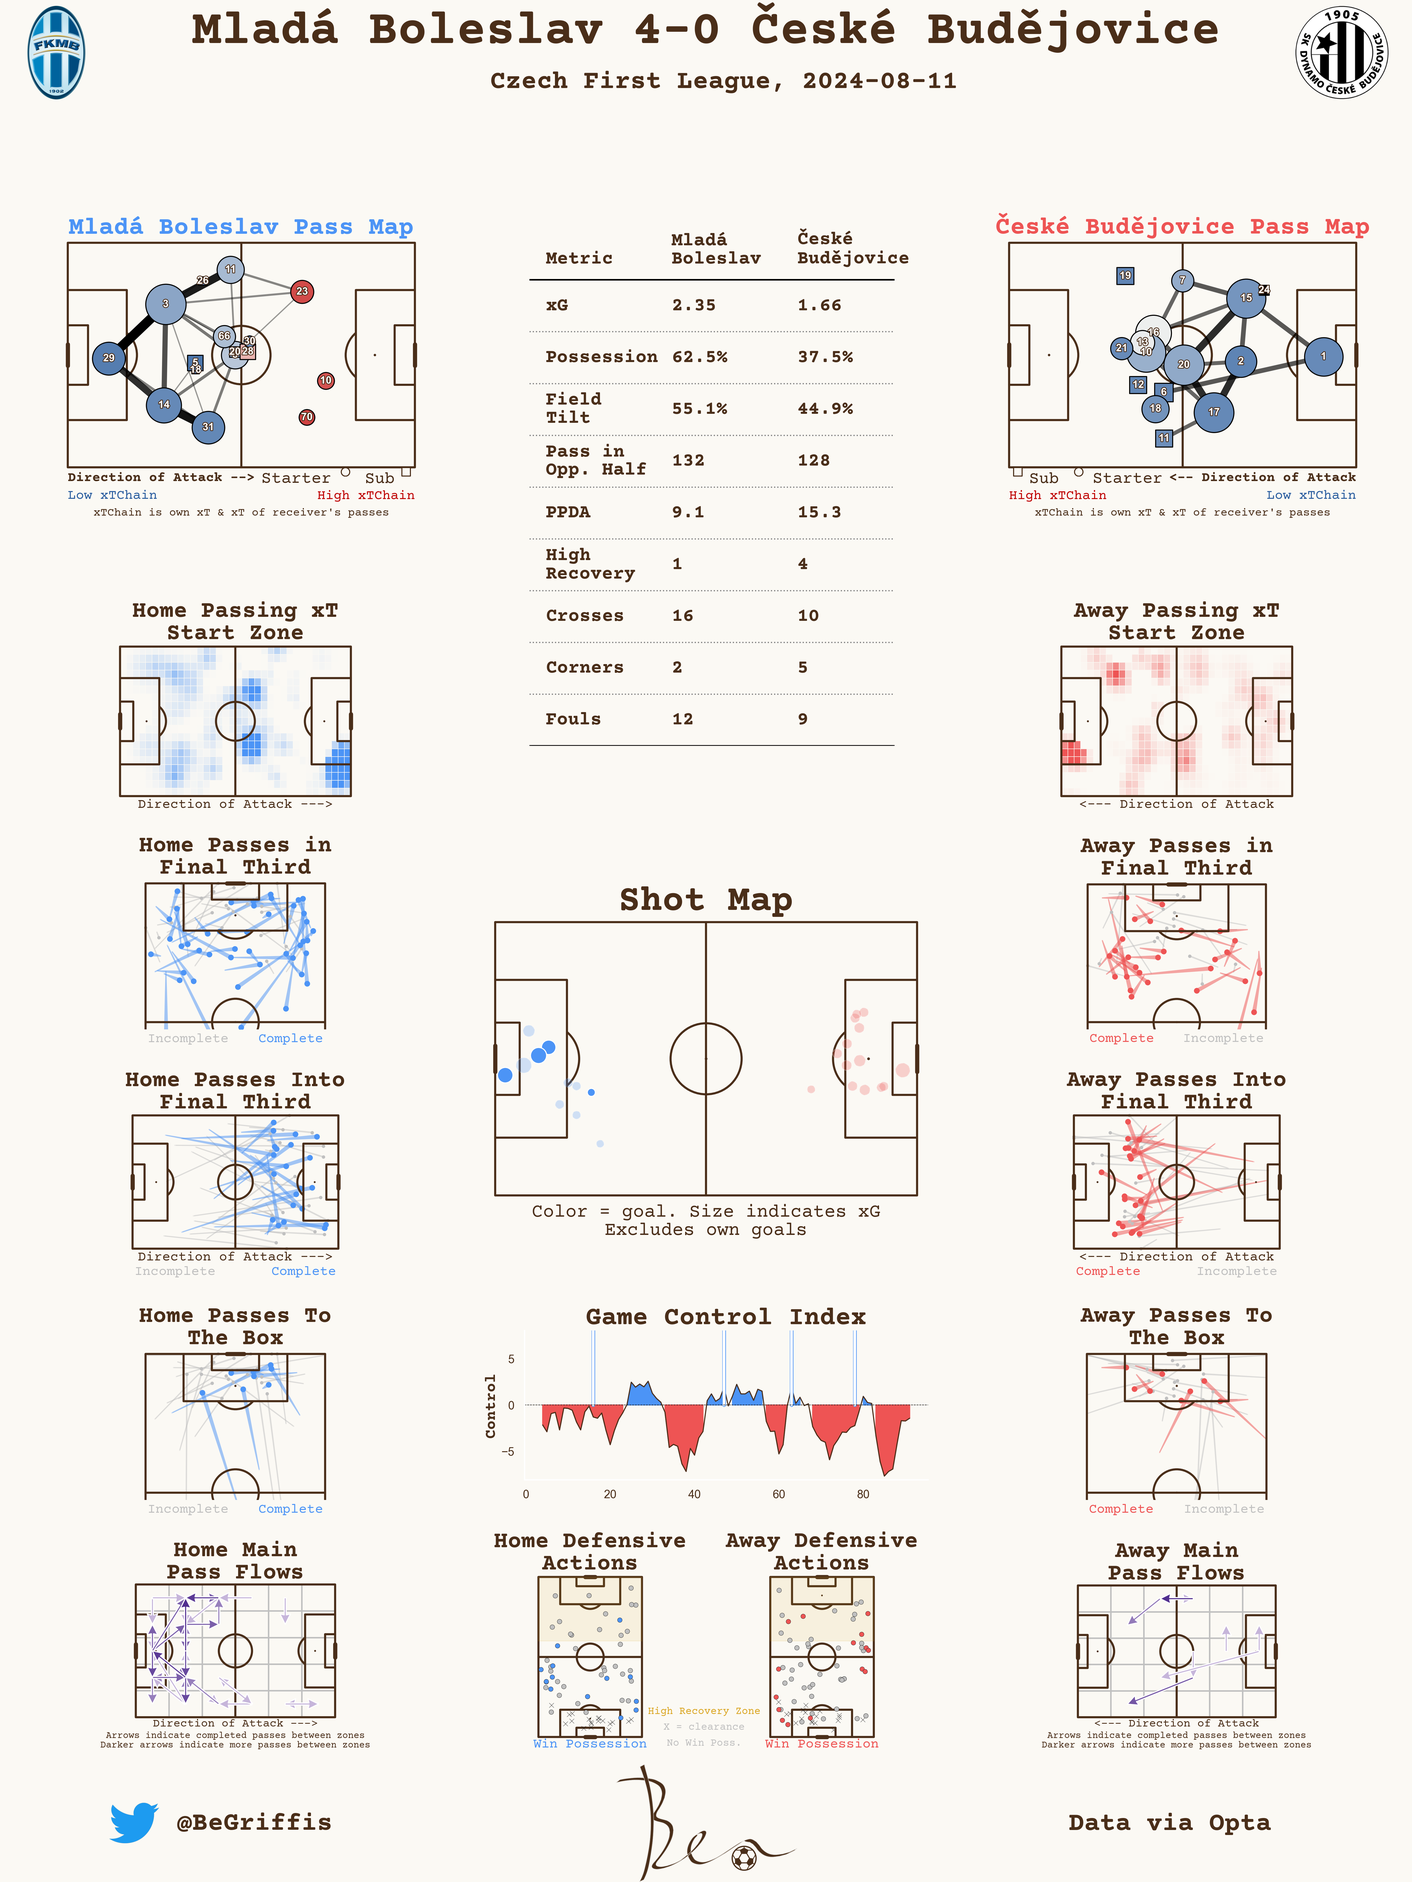 Mladá Boleslav 4-0 České Budějovice
Czech First League, 2024-08-11
FKMB
1902
1905
SK DYNAMO ČESKÉ BUDĚJOVICE
Mladá Boleslav Pass Map
11
26
23
3
66
30
20
28
29
5
18
10
14
70
31
Direction of Attack --> Starter Sub
Low xTChain High xTChain
xTChain is own xT & xT of receiver's passes
Metric Mladá Boleslav České Budějovice
xG 2.35 1.66
Possession 62.5% 37.5%
Field Tilt 55.1% 44.9%
Pass in Opp. Half 132 128
PPDA 9.1 15.3
High Recovery 1 4
Crosses 16 10
Corners 2 5
Fouls 12 9
České Budějovice Pass Map
19
7
24
15
16
13
21
10
20
2
1
12
6
18
17
11
Sub Starter <-- Direction of Attack
High xTChain Low xTChain
xTChain is own xT & xT of receiver's passes
Home Passing xT
Start Zone
Direction of Attack --->
Away Passing xT
Start Zone
<--- Direction of Attack
Home Passes in
Final Third
Incomplete Complete
Away Passes in
Final Third
Complete Incomplete
Shot Map
Color = goal. Size indicates xG
Excludes own goals
Home Passes Into
Final Third
Direction of Attack --->
Incomplete Complete
Away Passes Into
Final Third
<--- Direction of Attack
Complete Incomplete
Home Passes To
The Box
Incomplete Complete
Game Control Index
Control
5
0
−5
0 20 40 60 80
Away Passes To
The Box
Complete Incomplete
Home Main
Pass Flows
Direction of Attack --->
Arrows indicate completed passes between zones
Darker arrows indicate more passes between zones
Home Defensive
Actions
Win Possession
Away Defensive
Actions
Win Possession
High Recovery Zone
X = clearance
No Win Poss.
Away Main
Pass Flows
<--- Direction of Attack
Arrows indicate completed passes between zones
Darker arrows indicate more passes between zones
@BeGriffis
Ben
Data via Opta